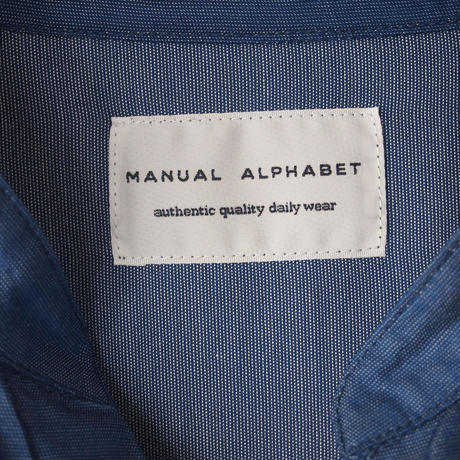 MANUAL ALPHABET
authentic quality daily wear